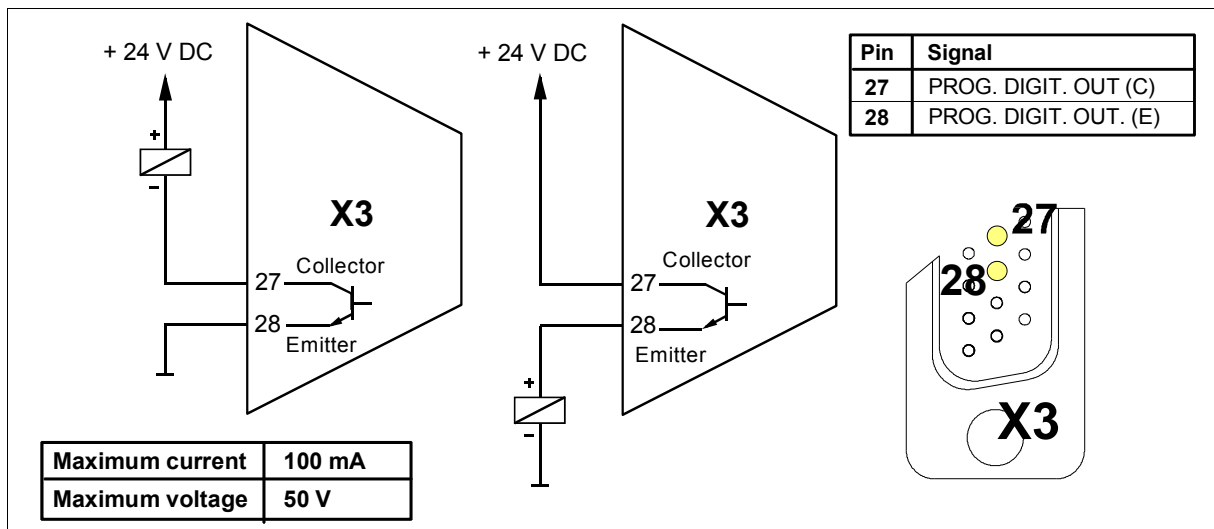 + 24 V DC
+
-
X3
27
Collector
28
Emitter
Maximum current 100 mA
Maximum voltage 50 V
+ 24 V DC
X3
Collector
27
28
Emitter
+
-
Pin Signal
27 PROG. DIGIT. OUT (C)
28 PROG. DIGIT. OUT. (E)
27
28
X3